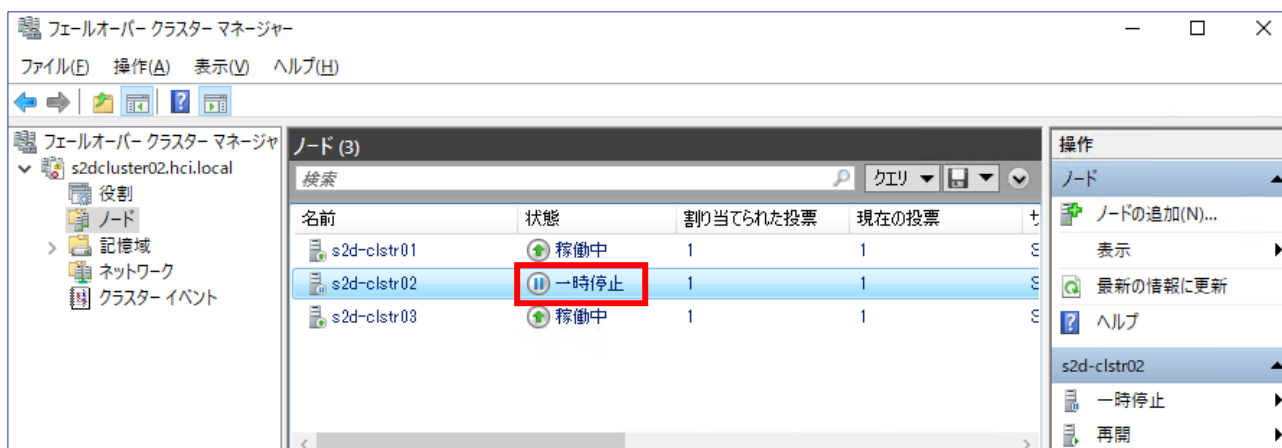 フェールオーバー クラスター マネージャー
ファイル(F) 操作(A) 表示(V) ヘルプ(H)
フェールオーバー クラスター マネージャ
s2dcluster02.hci.local
役割
ノード
記憶域
ネットワーク
クラスター イベント
ノード (3)
検索
クエリ
名前 状態 割り当てられた投票 現在の投票
s2d-clstr01 稼働中 1 1
s2d-clstr02 一時停止 1 1
s2d-clstr03 稼働中 1 1
操作
ノード
ノードの追加(N)...
表示
最新の情報に更新
ヘルプ
s2d-clstr02
一時停止
再開